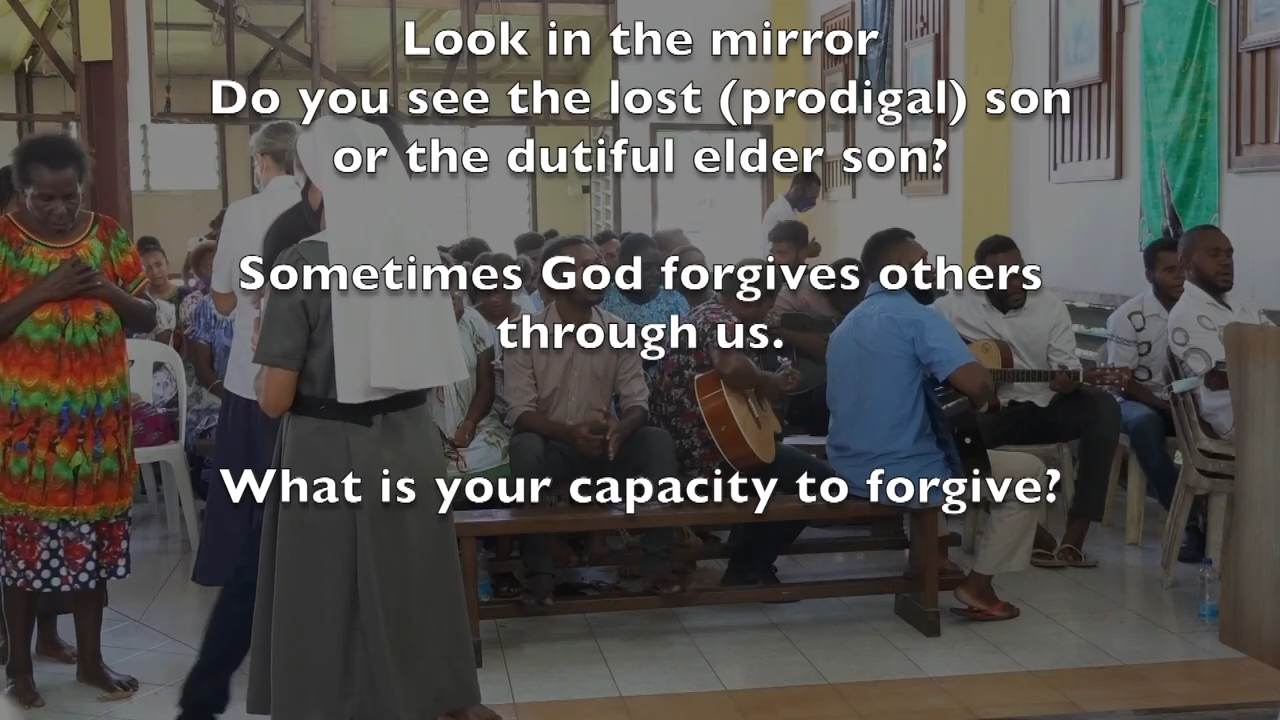 Look in the mirror
Do you see the lost (prodigal) son
or the dutiful elder son?
Sometimes God forgives others
through us.
What is your capacity to forgive?